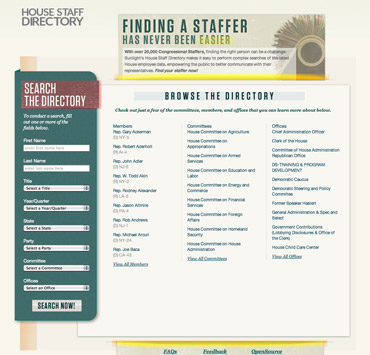 HOUSE STAFF
DIRECTORY
FINDING A STAFFER
HAS NEVER BEEN EASIER
With over 25,000 Congressional Staffers, finding the right person can be a challenge.
Sunlight's House Staff Directory makes it easy to perform complex searches of the latest
House employee data, empowering the public to better communicate with their
representatives. Find your staffer now!
SEARCH
THE DIRECTORY
To conduct a search, fill
out one or more of the
fields below.
First Name
enter first name here
Last Name
enter last name here
Title
Select a Title
Year/Quarter
Select a Year/Quarter
State
Select a State
Party
Select a Party
Committee
Select a Committee
Offices
Select an Office
SEARCH NOW!
BROWSE THE DIRECTORY
Check out just a few of the committees, members, and offices that you can learn more about below.
Members
Rep. Gary Ackerman
(D) NY-5
Rep. Robert Aderholt
(R) Al-4
Rep. John Adler
(D) NJ-3
Rep. W. Todd Akin
(R) MO-2
Rep. Rodney Alexander
(R) LA-5
Rep. Jason Altmire
(D) PA-4
Rep. Rob Andrews
(D) NJ-1
Rep. Michael Arcuri
(D) NY-24
Rep. Joe Baca
(D) CA-43
View All Members
Committees
House Committee on Agriculture
House Committee on
Appropriations
House Committee on Armed
Services
House Committee on Education and
Labor
House Committee on Energy and
Commerce
House Committee on Financial
Services
House Committee on Foreign
Affairs
House Committee on Homeland
Security
House Committee on House
Administration
View All Committees
Offices
Chief Administrative Officer
Clerk of the House
Committee of House Administration
Republican Office
DE-TRAINING & PROGRAM
DEVELOPMENT
Democratic Caucus
Democratic Steering and Policy
Committee
Former Speaker Hastert
General Administration & Spec and
Select
Government Contributions
(Lobbying Disclosures & Office of
the Clerk)
House Child Care Center
View All Offices
FAQs Feedback OpenSource